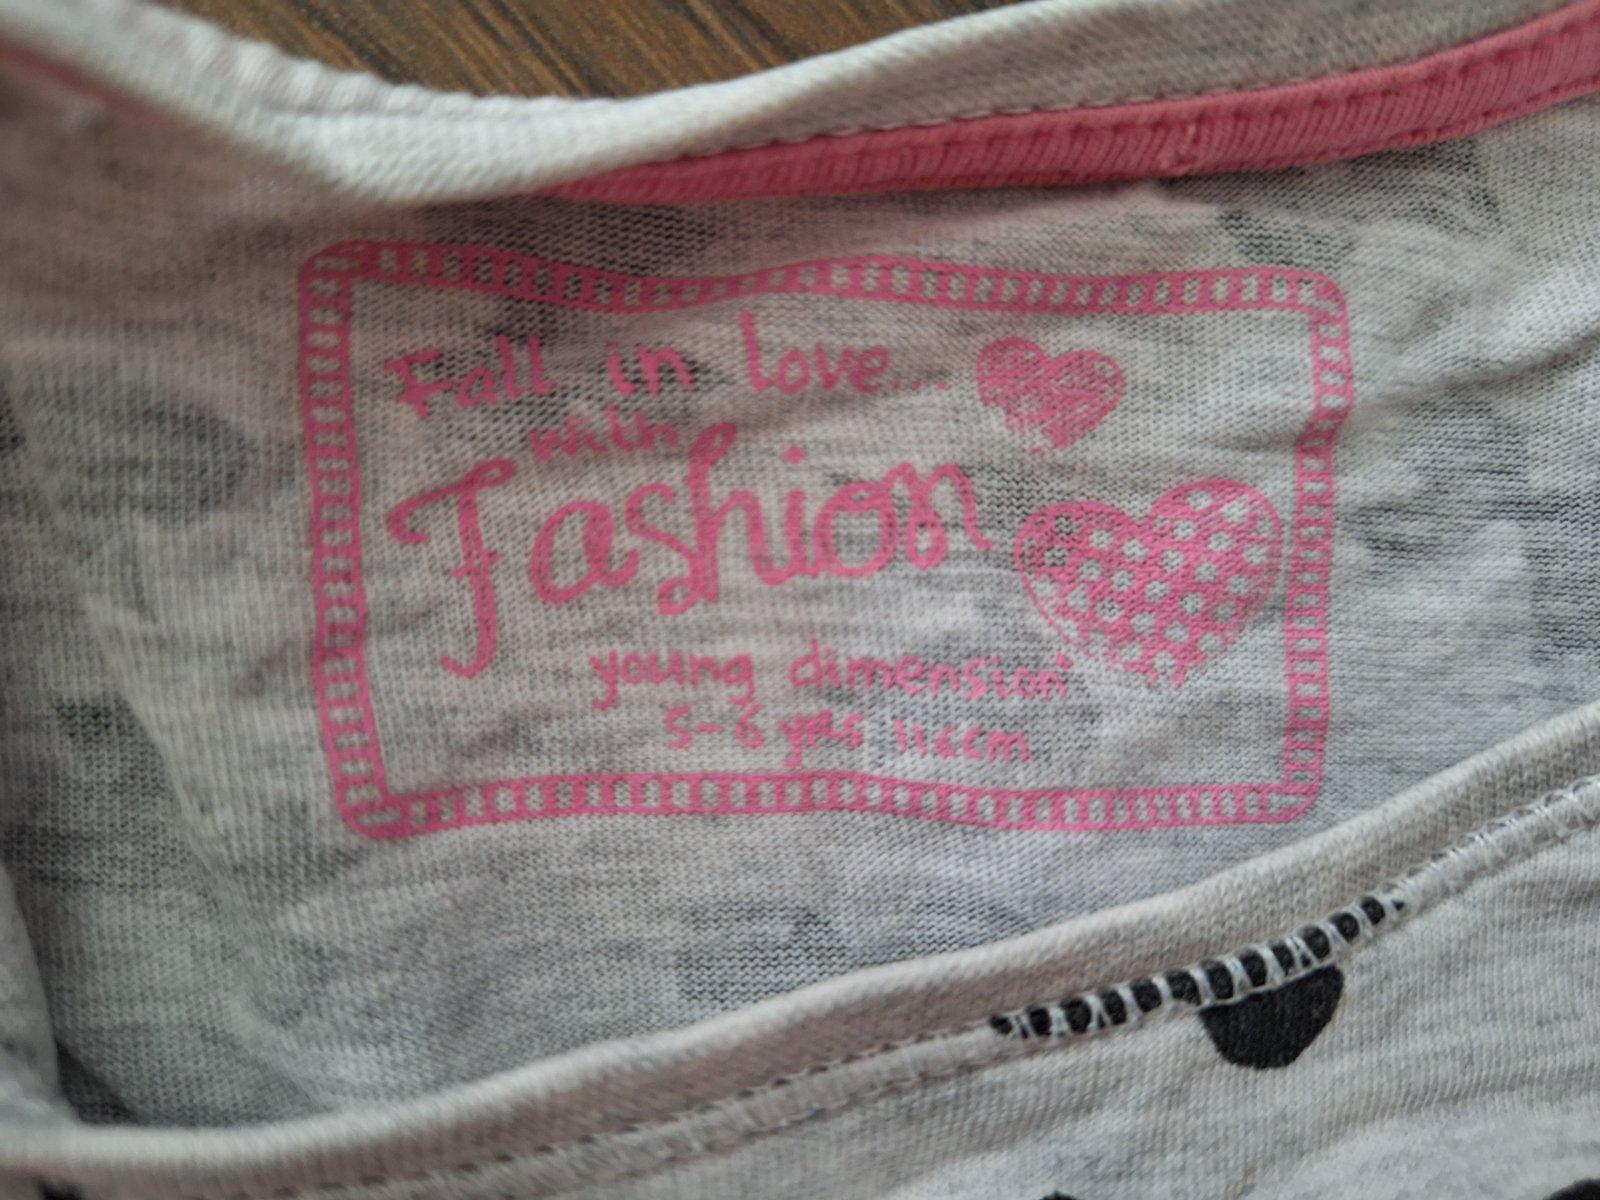 Fall in love...
with
Fashion
young dimension
5-6 yrs 116cm